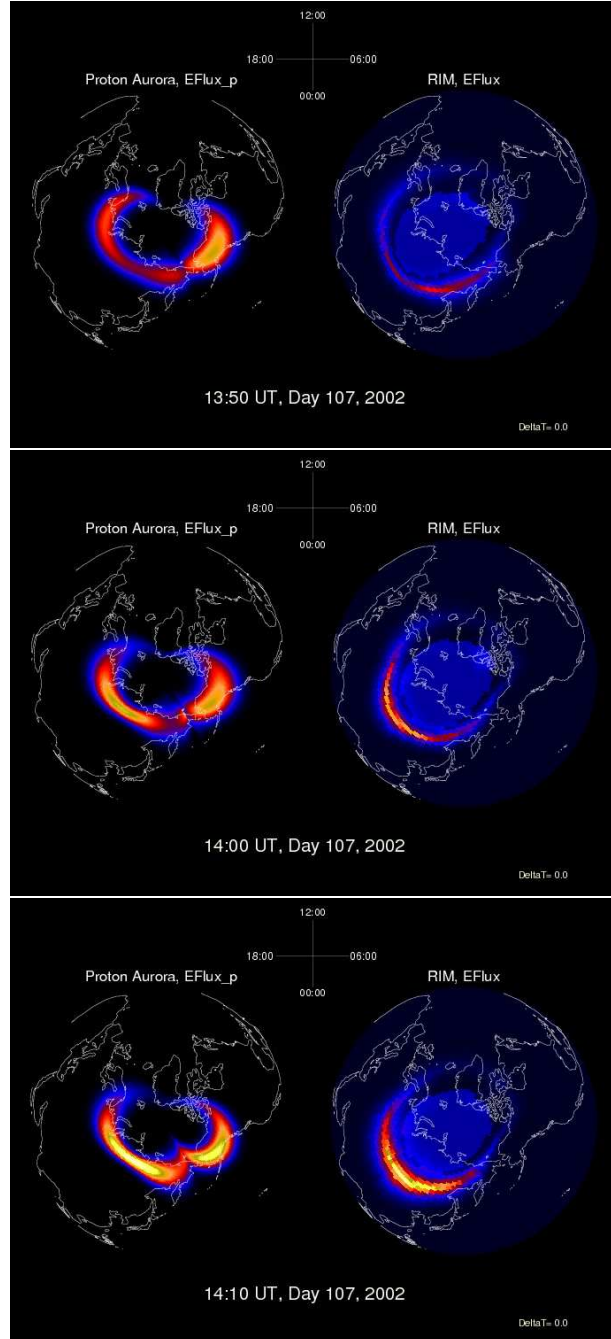 12:00
18:00 06:00
Proton Aurora, EFlux_p RIM, EFlux
00:00
13:50 UT, Day 107, 2002
DeltaT= 0.0
12:00
18:00 06:00
Proton Aurora, EFlux_p RIM, EFlux
00:00
14:00 UT, Day 107, 2002
DeltaT= 0.0
12:00
18:00 06:00
Proton Aurora, EFlux_p RIM, EFlux
00:00
14:10 UT, Day 107, 2002
DeltaT= 0.0